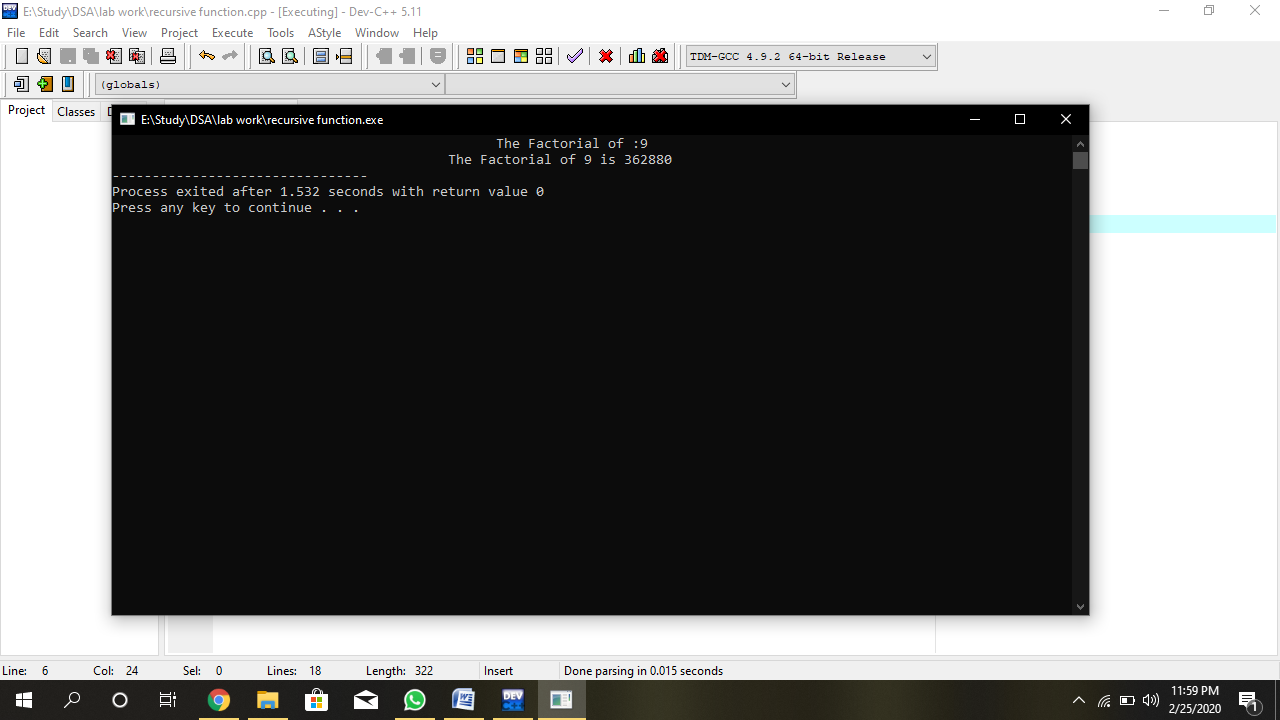 E:\Study\DSA\lab work\recursive function.cpp - [Executing] - Dev-C++ 5.11
File Edit Search View Project Execute Tools AStyle Window Help
TDM-GCC 4.9.2 64-bit Release
(globals)
Project Classes
E:\Study\DSA\lab work\recursive function.exe
The Factorial of :9
The Factorial of 9 is 362880
--------------------------------
Process exited after 1.532 seconds with return value 0
Press any key to continue . . .
Line: 6 Col: 24 Sel: 0 Lines: 18 Length: 322 Insert Done parsing in 0.015 seconds
11:59 PM
2/25/2020